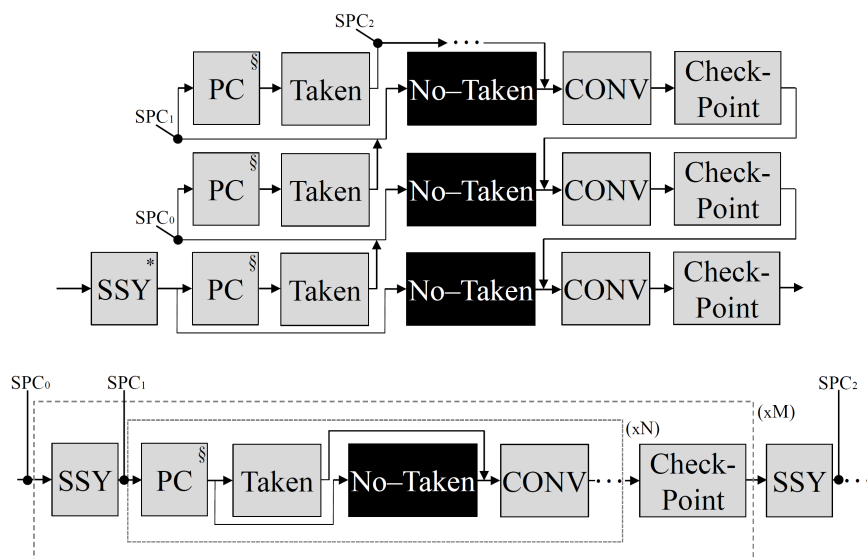 SPC₂
PC§ Taken No–Taken CONV Check-
Point
SPC₁
PC§ Taken No–Taken CONV Check-
Point
SPC₀
SSY* PC§ Taken No–Taken CONV Check-
Point
SPC₀ SPC₁ SPC₂
(xM)
(xN)
SSY PC§ Taken No–Taken CONV ··· Check-
Point SSY ···